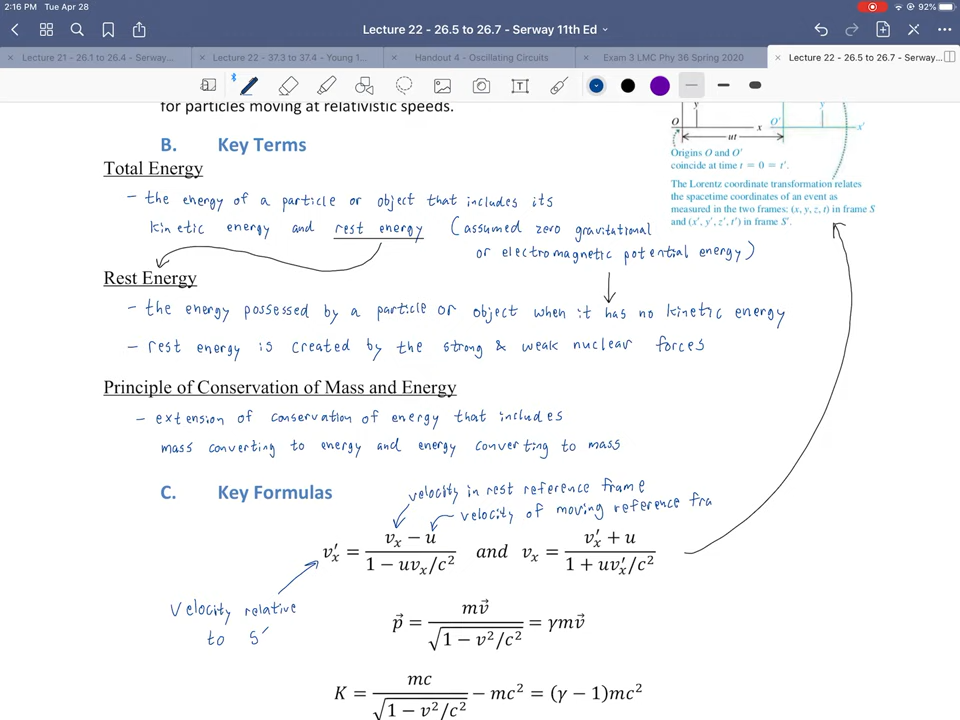 2:16 PM Tue Apr 28
92%
Lecture 22 - 26.5 to 26.7 - Serway 11th Ed
Lecture 21 - 26.1 to 26.4 - Serway...
Lecture 22 - 37.3 to 37.4 - Young 1...
Handout 4 - Oscillating Circuits
Exam 3 LMC Phy 36 Spring 2020
Lecture 22 - 26.5 to 26.7 - Serway...
for particles moving at relativistic speeds.
y y
O x O' x'
ut
Origins O and O'
coincide at time t = 0 = t'.
The Lorentz coordinate transformation relates
the spacetime coordinates of an event as
measured in the two frames: (x, y, z, t) in frame S
and (x', y', z', t') in frame S'.
B. Key Terms
Total Energy
- the energy of a particle or object that includes its
kinetic energy and rest energy (assumed zero gravitational
or electromagnetic potential energy)
Rest Energy
- the energy possessed by a particle or object when it has no kinetic energy
- rest energy is created by the strong & weak nuclear forces
Principle of Conservation of Mass and Energy
- extension of conservation of energy that includes
mass converting to energy and energy converting to mass
C. Key Formulas
velocity in rest reference frame
velocity of moving reference fra
v′ₓ = (vₓ − u)/(1 − uvₓ/c²) and vₓ = (v′ₓ + u)/(1 + uv′ₓ/c²)
Velocity relative
to S'
p⃗ = mv⃗/√(1 − v²/c²) = γmv⃗
K = mc/√(1 − v²/c²) − mc² = (γ − 1)mc²